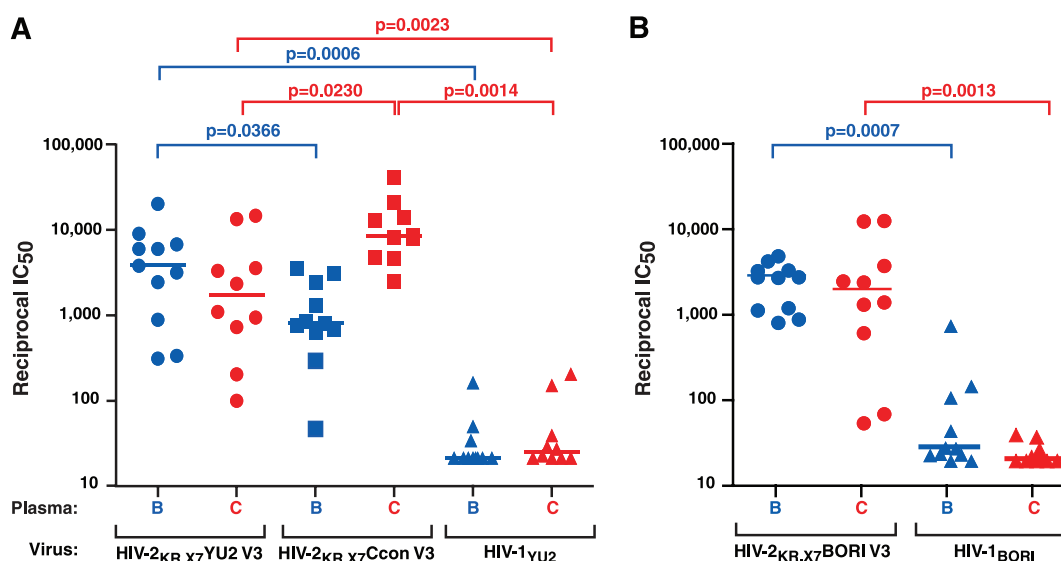 A
B
p=0.0023
p=0.0006
p=0.0230
p=0.0014
p=0.0366
p=0.0013
p=0.0007
Reciprocal IC50
100,000
10,000
1,000
100
10
Plasma: B C B C B C
Virus: HIV-2KR.X7YU2 V3 HIV-2KR.X7Ccon V3 HIV-1YU2
Reciprocal IC50
100,000
10,000
1,000
100
10
B C B C
HIV-2KR.X7BORI V3 HIV-1BORI